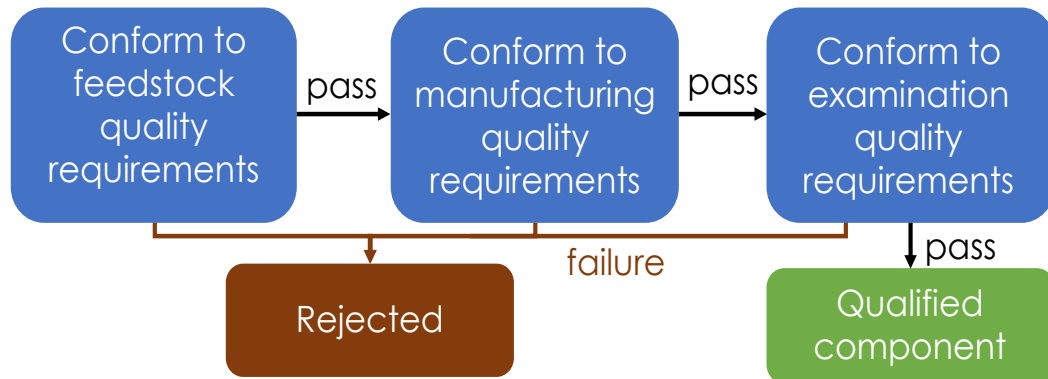 Conform to
feedstock
quality
requirements
pass
Conform to
manufacturing
quality
requirements
pass
Conform to
examination
quality
requirements
failure
pass
Rejected
Qualified
component